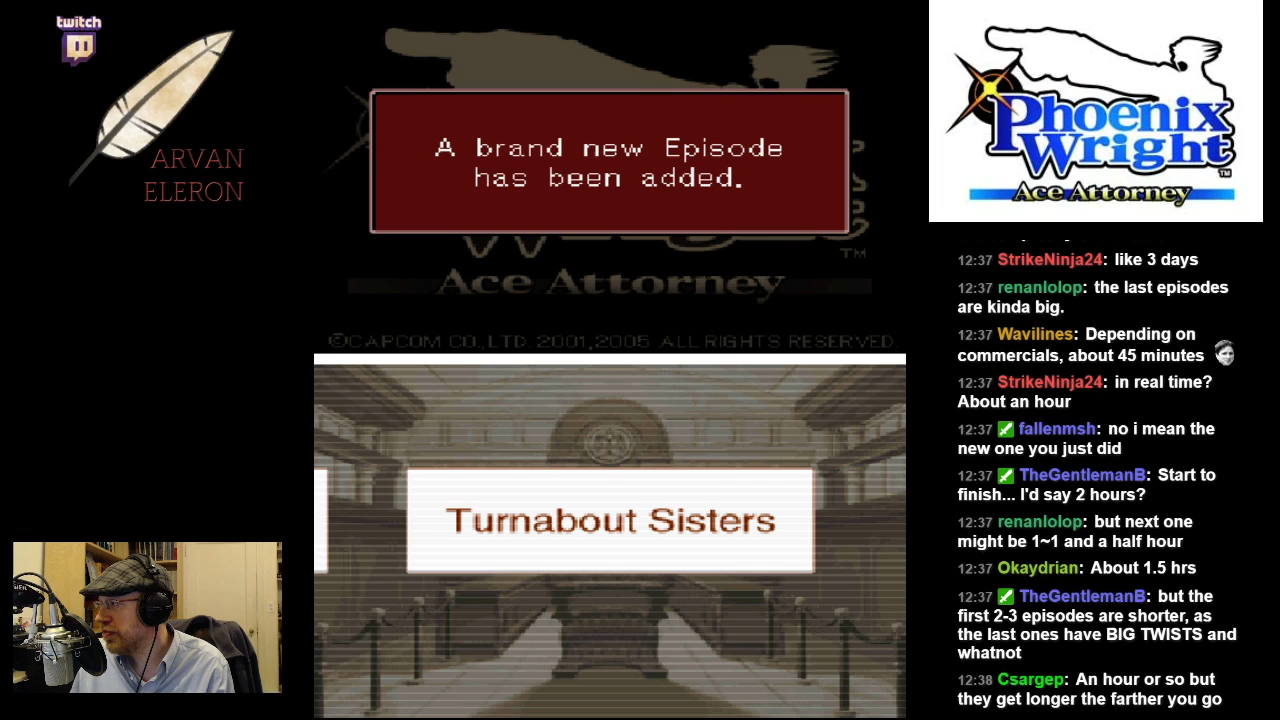 twitch
ARVAN
ELERON
A brand new Episode
has been added.
TM
Ace Attorney
©CAPCOM CO.,LTD. 2001,2005 ALL RIGHTS RESERVED.
Turnabout Sisters
Phoenix
Wright
TM
Ace Attorney
12:37 StrikeNinja24: like 3 days
12:37 renanlolop: the last episodes
are kinda big.
12:37 Wavilines: Depending on
commercials, about 45 minutes
12:37 StrikeNinja24: in real time?
About an hour
12:37 fallenmsh: no i mean the
new one you just did
12:37 TheGentlemanB: Start to
finish... I'd say 2 hours?
12:37 renanlolop: but next one
might be 1~1 and a half hour
12:37 Okaydrian: About 1.5 hrs
12:37 TheGentlemanB: but the
first 2-3 episodes are shorter, as
the last ones have BIG TWISTS and
whatnot
12:38 Csargep: An hour or so but
they get longer the farther you go